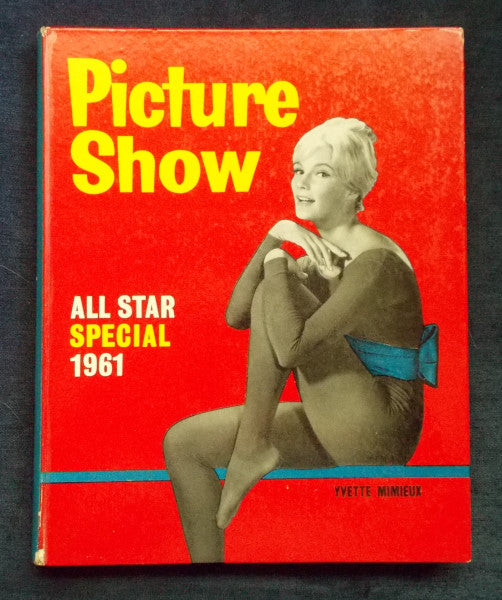 Picture
Show
ALL STAR
SPECIAL
1961
YVETTE MIMIEUX